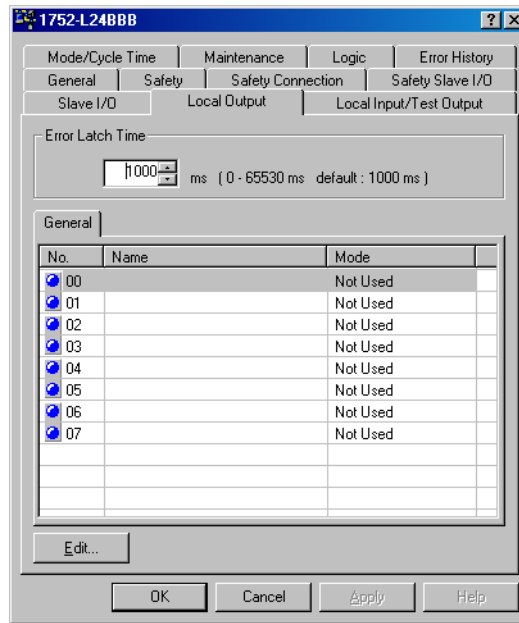 1752-L24BBB
Mode/Cycle Time Maintenance Logic Error History
General Safety Safety Connection Safety Slave I/O
Slave I/O Local Output Local Input/Test Output
Error Latch Time
1000 ms ( 0 - 65530 ms default : 1000 ms )
General
No. Name Mode
00 Not Used
01 Not Used
02 Not Used
03 Not Used
04 Not Used
05 Not Used
06 Not Used
07 Not Used
Edit...
OK Cancel Apply Help